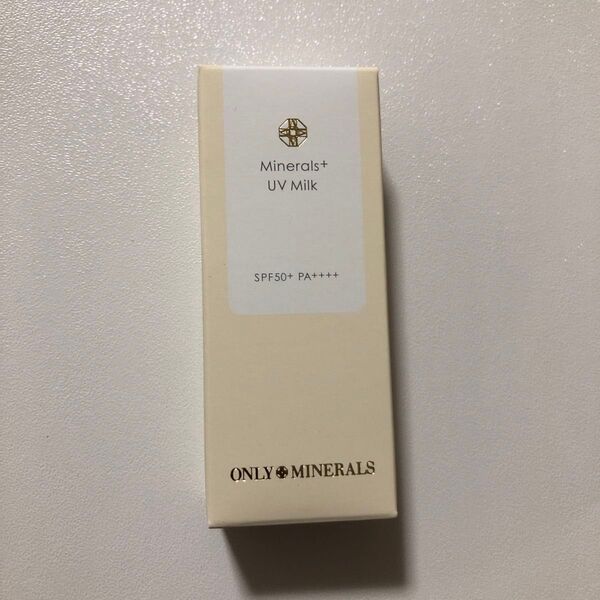 Minerals+
UV Milk
SPF50+ PA++++
ONLY MINERALS